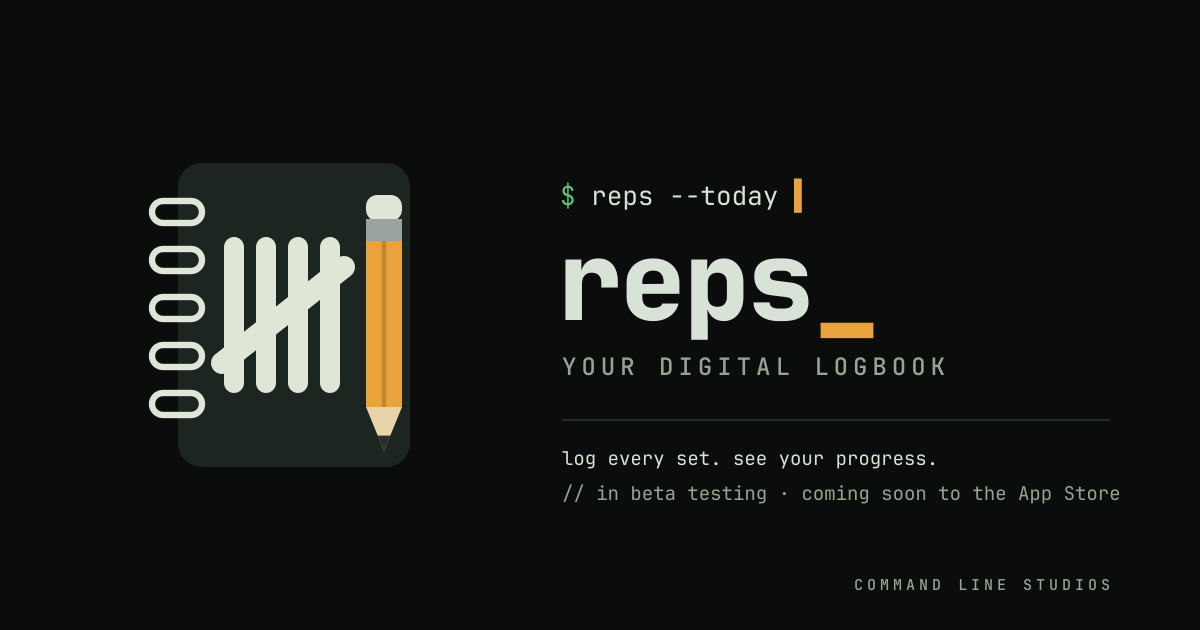 $ reps --today
reps_
YOUR DIGITAL LOGBOOK
log every set. see your progress.
// in beta testing · coming soon to the App Store
COMMAND LINE STUDIOS